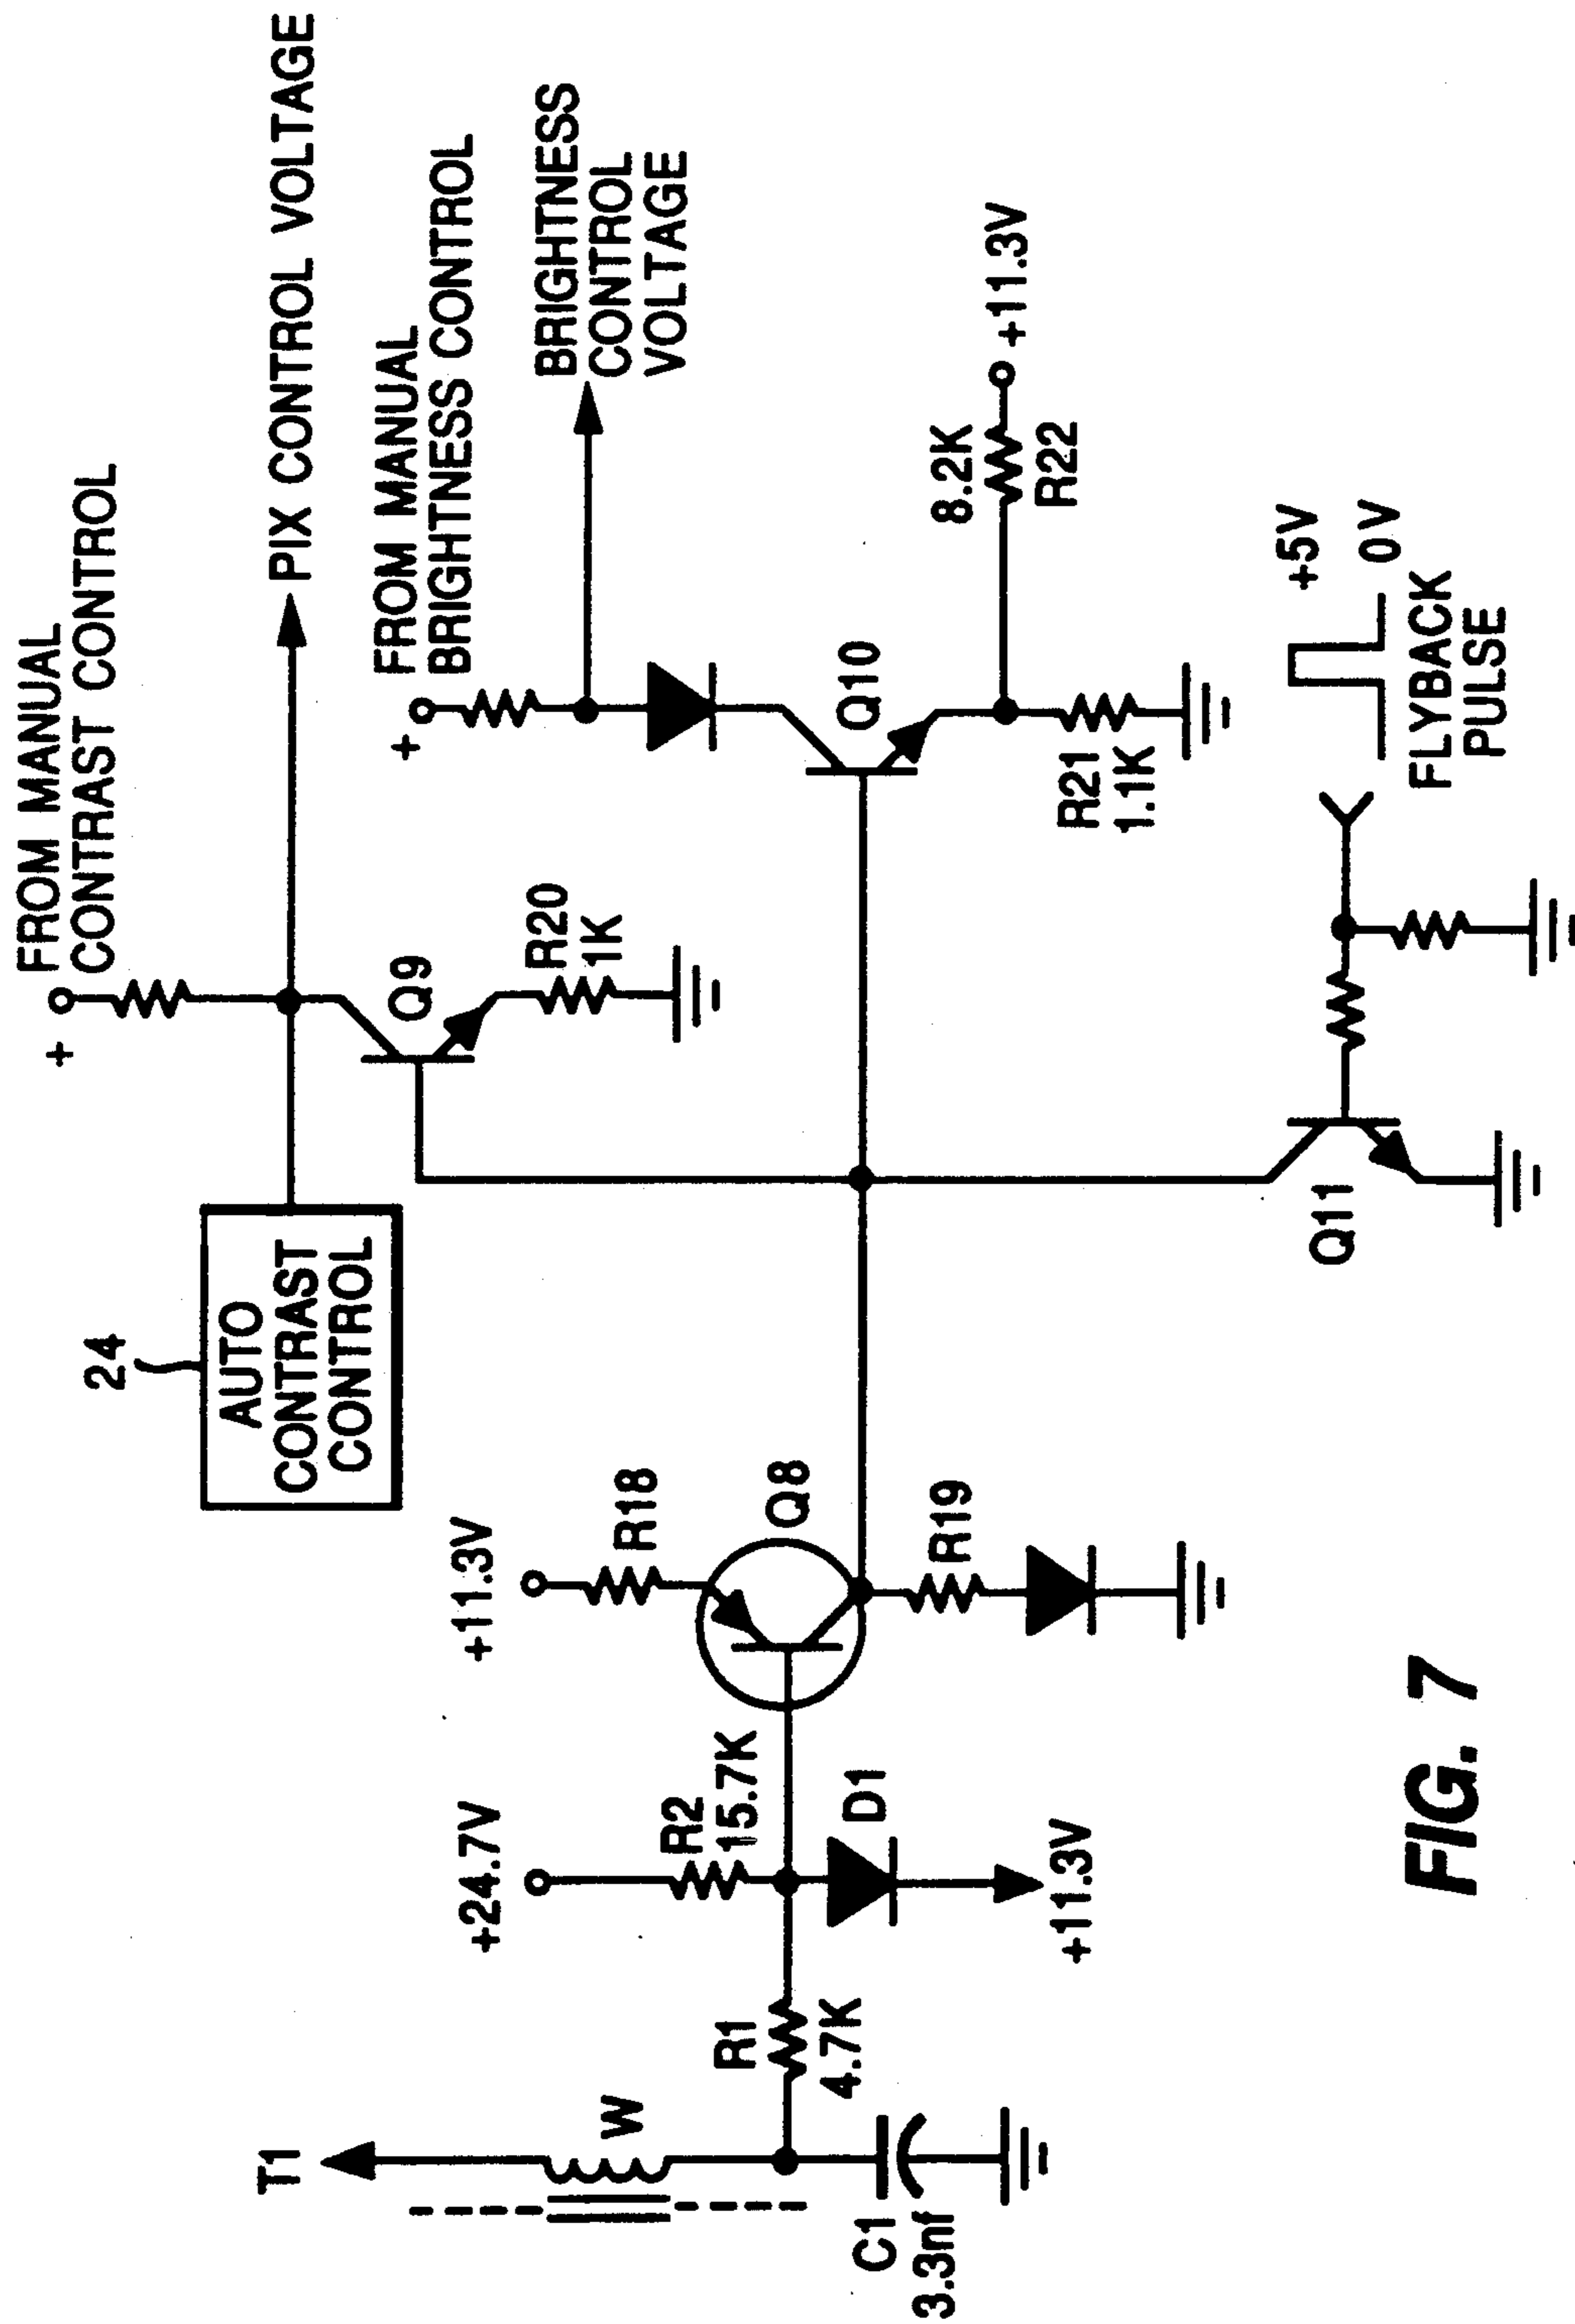 FROM MANUAL
CONTRAST CONTROL
+
PIX CONTROL VOLTAGE
24
AUTO
CONTRAST
CONTROL
Q9
R20
1K
FROM MANUAL
BRIGHTNESS CONTROL
+
BRIGHTNESS
CONTROL
VOLTAGE
T1
W
C1
3.3nf
R1
4.7K
+24.7V
R2
15.7K
D1
+11.3V
+11.3V
R18
Q8
R19
Q10
R21
1.1K
8.2K
R22
+11.3V
Q11
+5V
0V
FLYBACK
PULSE
FIG. 7